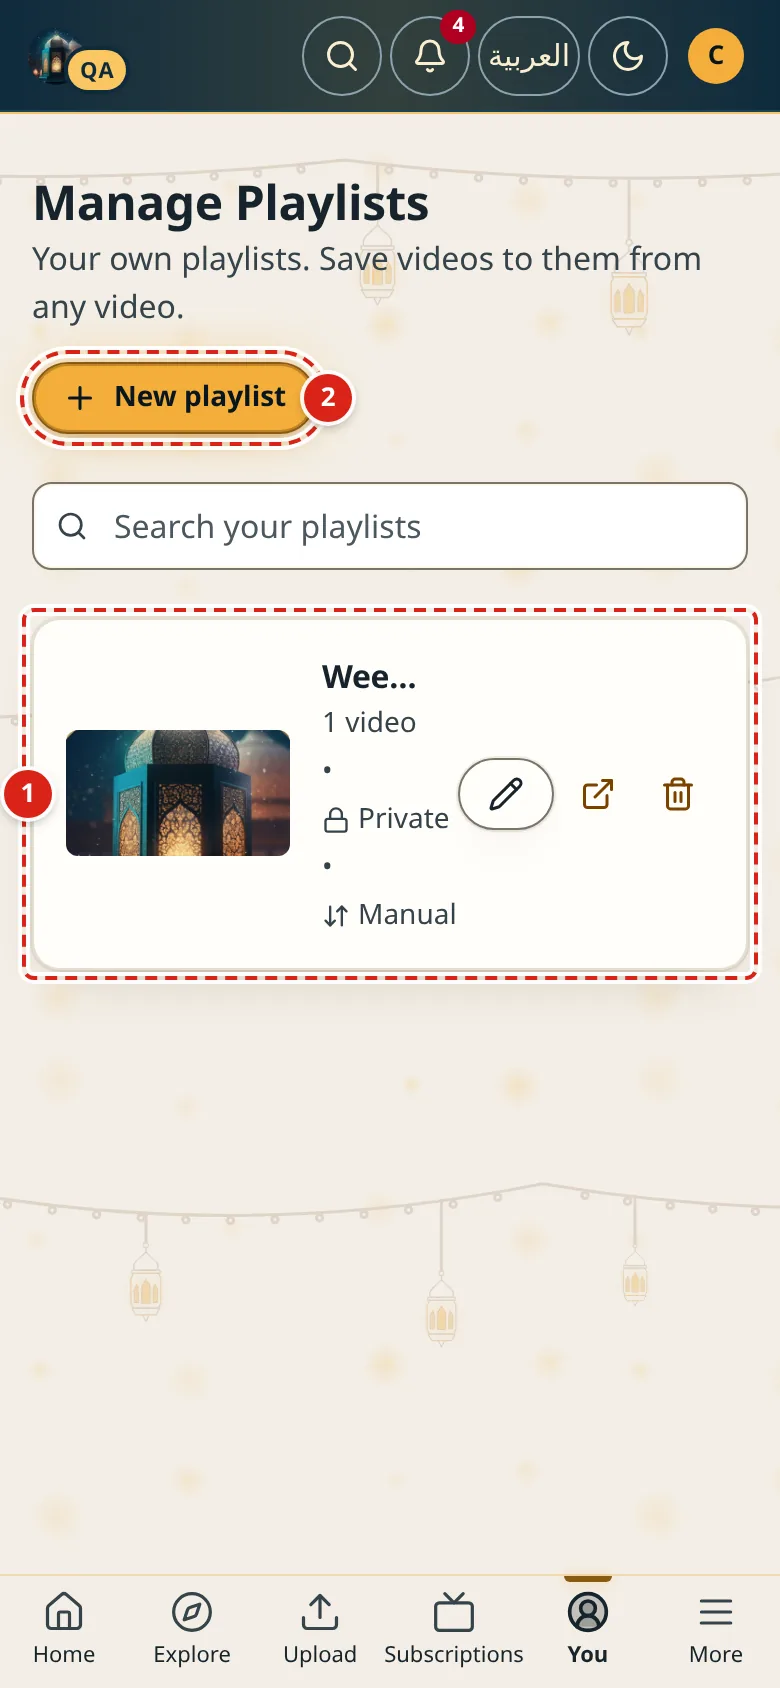 QA
4
العربية
C
Manage Playlists
Your own playlists. Save videos to them from
any video.
New playlist
2
Search your playlists
1
Wee...
1 video
•
Private
•
Manual
Home
Explore
Upload
Subscriptions
You
More